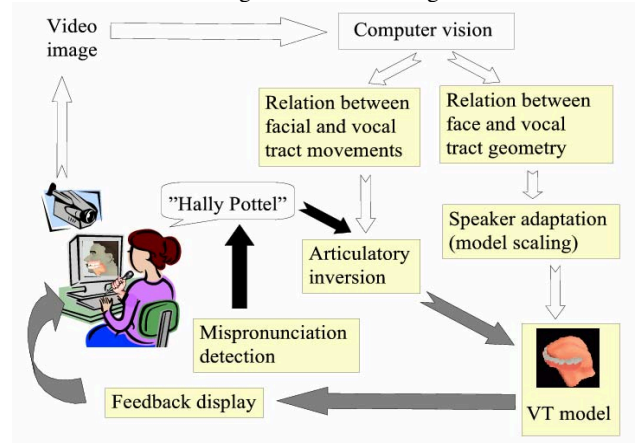 Video
image
Computer vision
Relation between
facial and vocal
tract movements
Relation between
face and vocal
tract geometry
”Hally Pottel”
Speaker adaptation
(model scaling)
Articulatory
inversion
Mispronunciation
detection
Feedback display
VT model